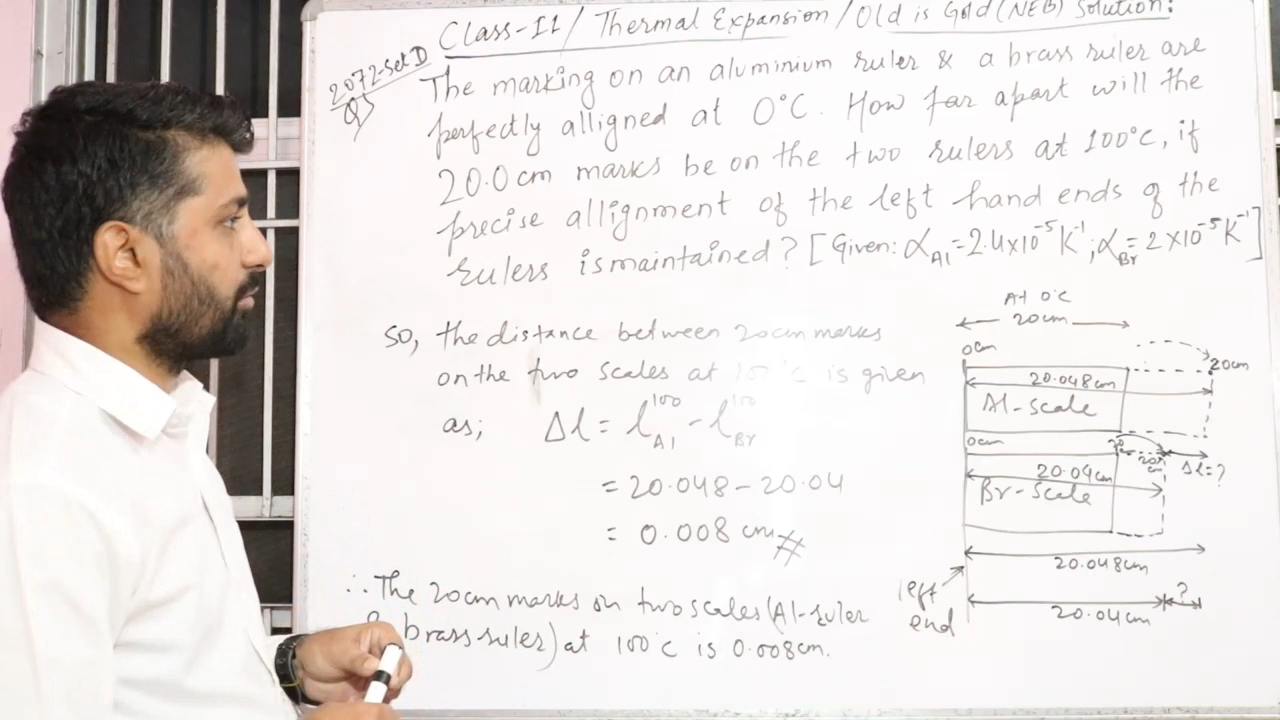 Class-11/ Thermal Expansion/Old is Gold(NEB) Solution:
2072-Set D
Q)
The marking on an aluminium ruler & a brass ruler are
perfectly alligned at 0°C. How far apart will the
20.0 cm marks be on the two rulers at 100°C, if
precise allignment of the left hand ends of the
rulers is maintained? [Given: αAl=2.4×10⁻⁵K⁻¹; αBr=2×10⁻⁵K⁻¹]
so, the distance between 20cm marks
on the two scales at 100°C is given
as; Δl = l¹⁰⁰Al - l¹⁰⁰Br
= 20.048-20.04
= 0.008 cm
∴ The 20cm marks on two scales (Al-ruler
& brass ruler) at 100°C is 0.008cm.
At 0°C
20cm
0cm
20cm
20.048cm
Al-Scale
0cm
20cm
Δl=?
20.04cm
Br-Scale
20.048cm
left
end
20.04cm
?